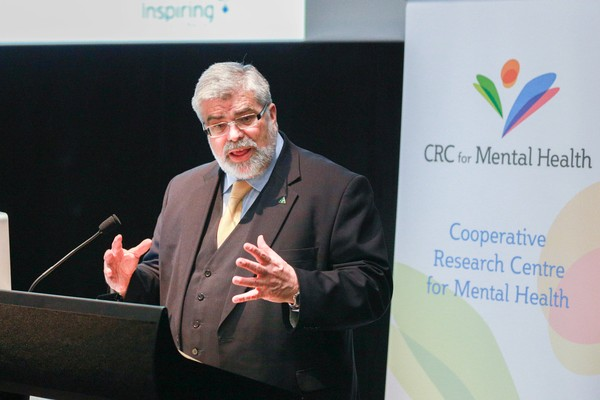 inspiring
CRC for Mental Health
Cooperative
Research Centre
for Mental Health